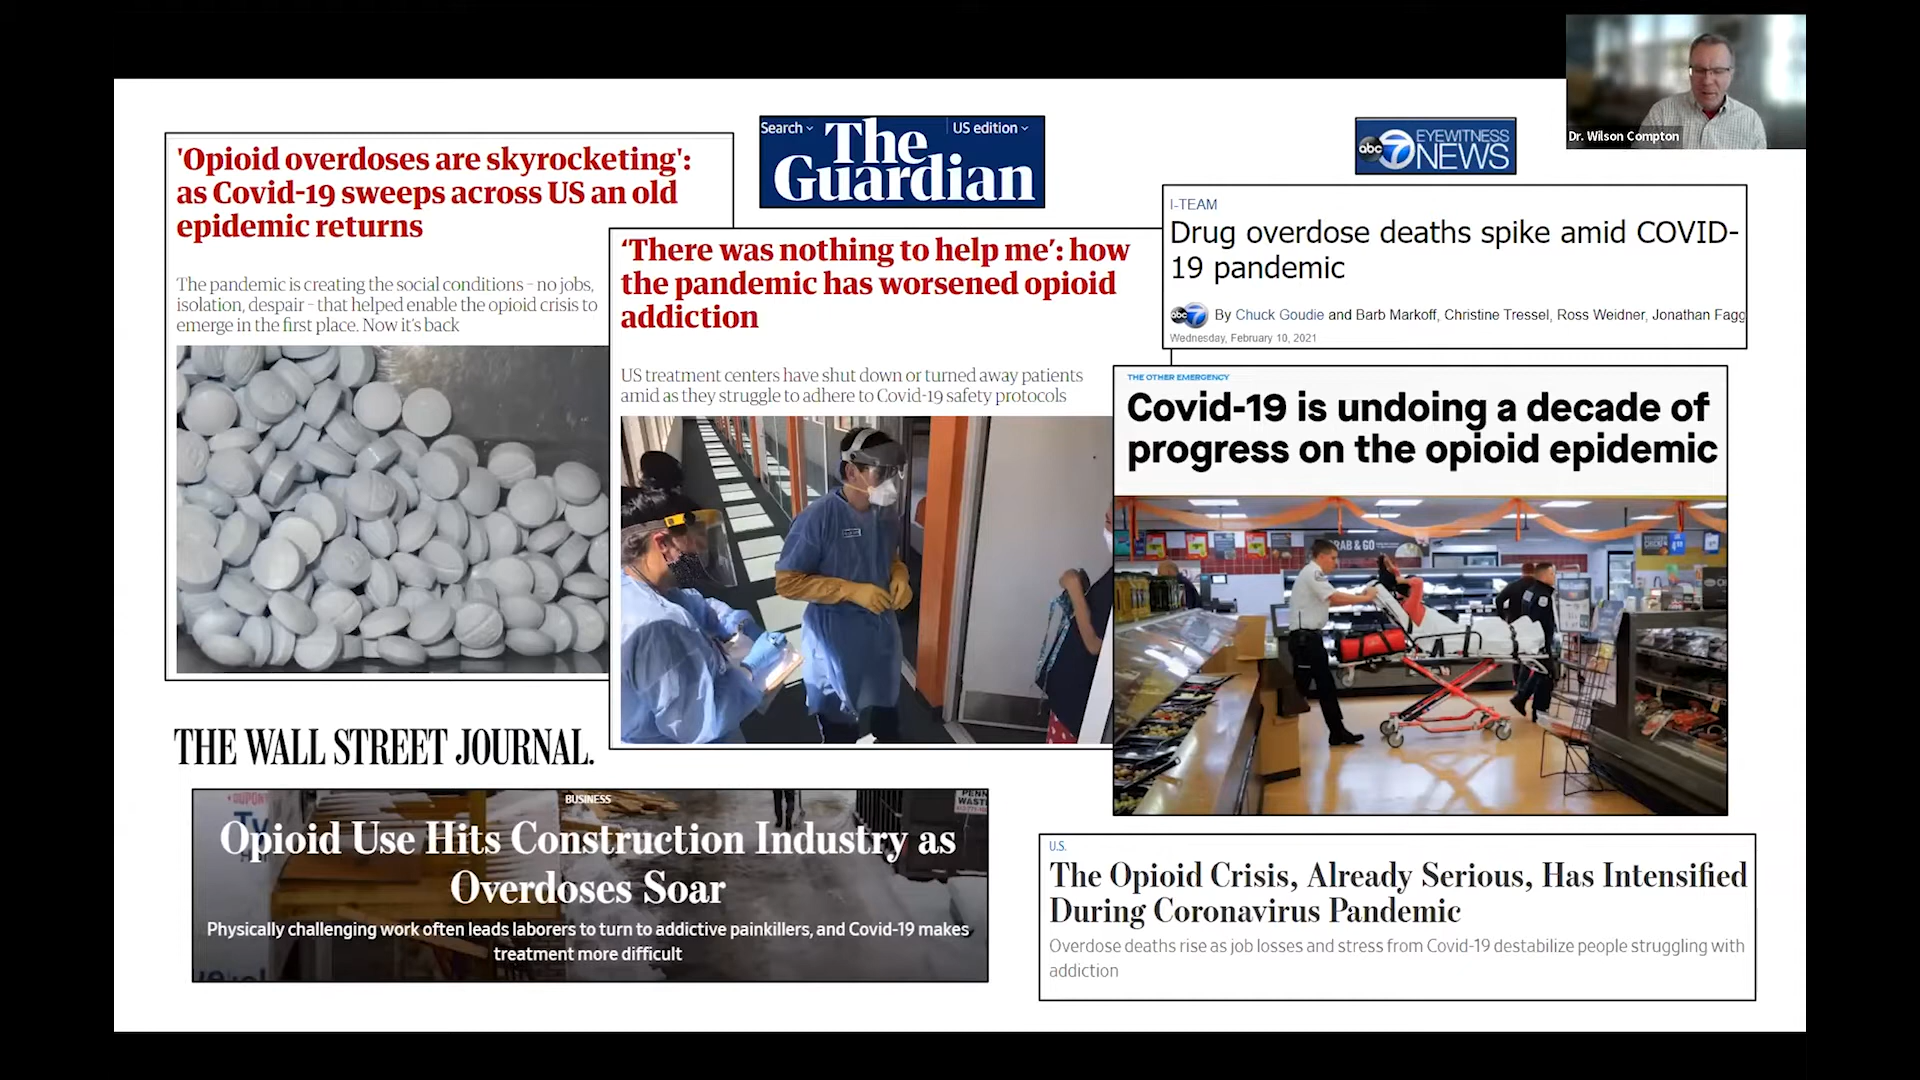 Dr. Wilson Compton
Search
US edition
The
Guardian
abc 7 EYEWITNESS
NEWS
'Opioid overdoses are skyrocketing':
as Covid-19 sweeps across US an old
epidemic returns
The pandemic is creating the social conditions – no jobs,
isolation, despair – that helped enable the opioid crisis to
emerge in the first place. Now it's back
‘There was nothing to help me’: how
the pandemic has worsened opioid
addiction
US treatment centers have shut down or turned away patients
amid as they struggle to adhere to Covid-19 safety protocols
I-TEAM
Drug overdose deaths spike amid COVID-
19 pandemic
abc 7 By Chuck Goudie and Barb Markoff, Christine Tressel, Ross Weidner, Jonathan Fagg
Wednesday, February 10, 2021
THE OTHER EMERGENCY
Covid-19 is undoing a decade of
progress on the opioid epidemic
GRAB & GO
THE WALL STREET JOURNAL.
BUSINESS
PENN
WAST
Opioid Use Hits Construction Industry as
Overdoses Soar
Physically challenging work often leads laborers to turn to addictive painkillers, and Covid-19 makes
treatment more difficult
U.S.
The Opioid Crisis, Already Serious, Has Intensified
During Coronavirus Pandemic
Overdose deaths rise as job losses and stress from Covid-19 destabilize people struggling with
addiction